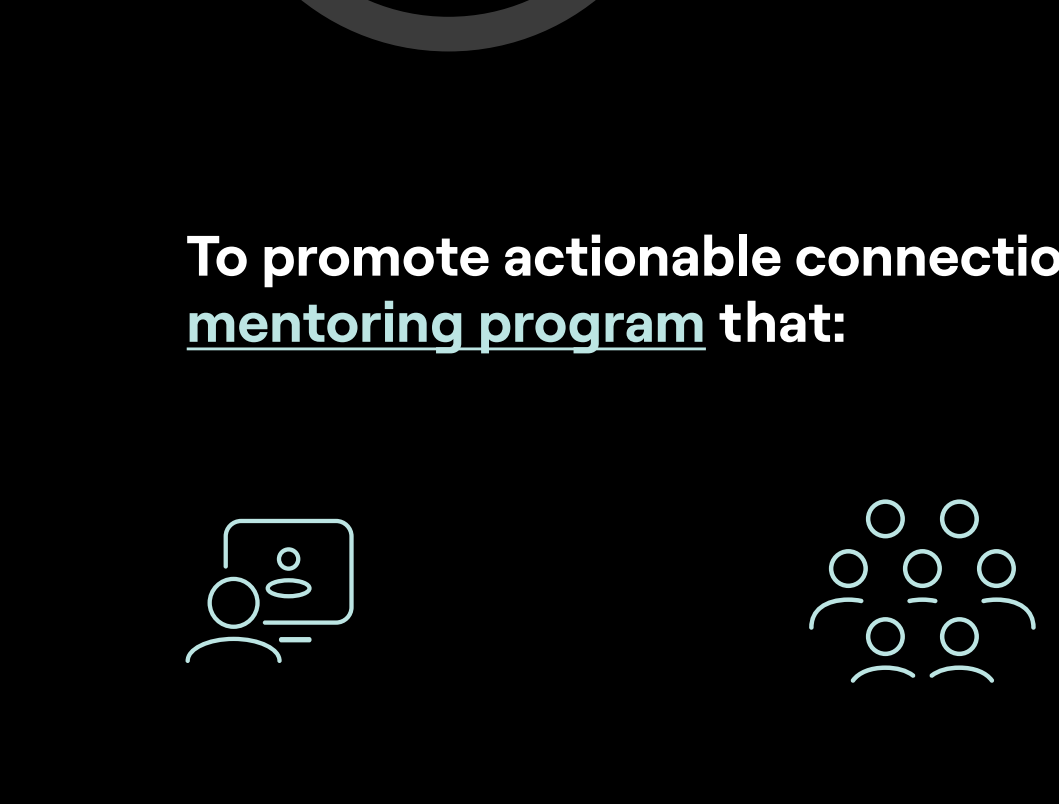 To promote actionable connectio
mentoring program that: